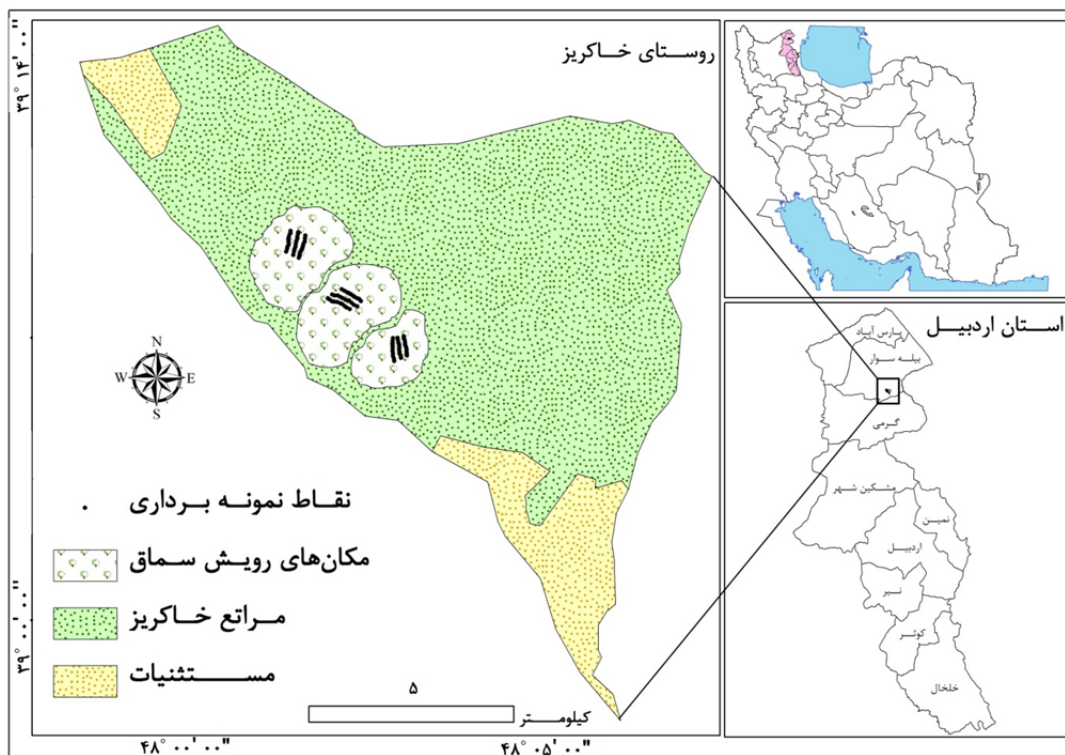 روستای خاکریز
۳۹° ۱۴' ۰۰"
۳۹° ۰۰' ۰۰"
N
W
E
S
نقاط نمونه برداری
مکان‌های رویش سماق
مراتع خاکریز
مستثنیات
۵
کیلومتر
۴۸° ۰۰' ۰۰"
۴۸° ۰۵' ۰۰"
استان اردبیل
پارس آباد
بیله سوار
گرمی
مشکین شهر
نمین
اردبیل
نیر
کوثر
خلخال